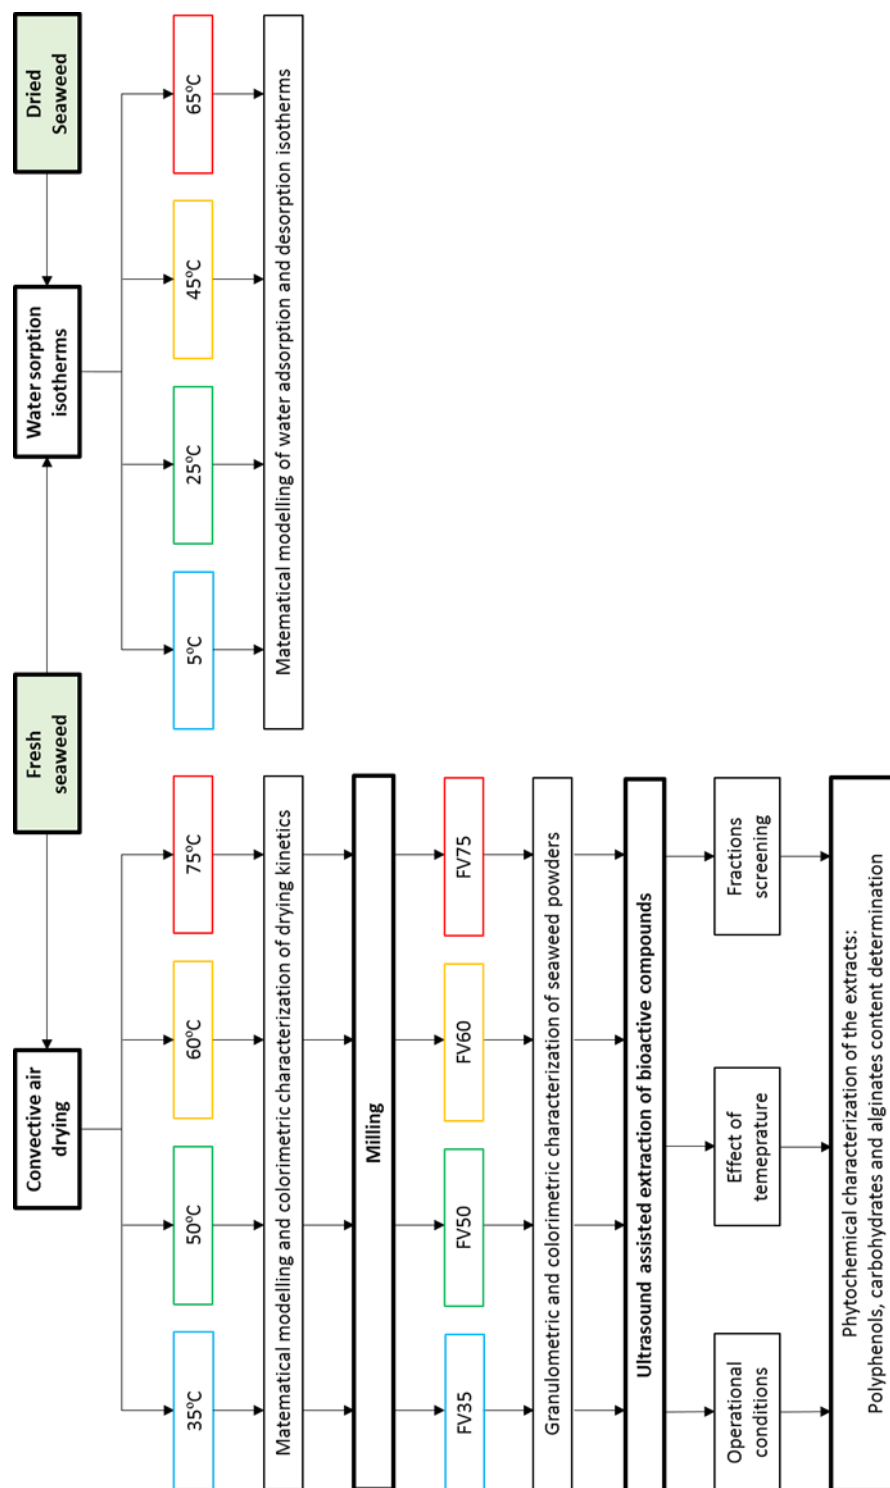 Fresh
seaweed
Dried
Seaweed
Convective air
drying
Water sorption
isotherms
35ºC
50ºC
60ºC
75ºC
5ºC
25ºC
45ºC
65ºC
Matematical modelling and colorimetric characterization of drying kinetics
Matematical modelling of water adsorption and desorption isotherms
Milling
FV35
FV50
FV60
FV75
Granulometric and colorimetric characterization of seaweed powders
Ultrasound assisted extraction of bioactive compounds
Operational
conditions
Effect of
temeprature
Fractions
screening
Phytochemical characterization of the extracts:
Polyphenols, carbohydrates and alginates content determination